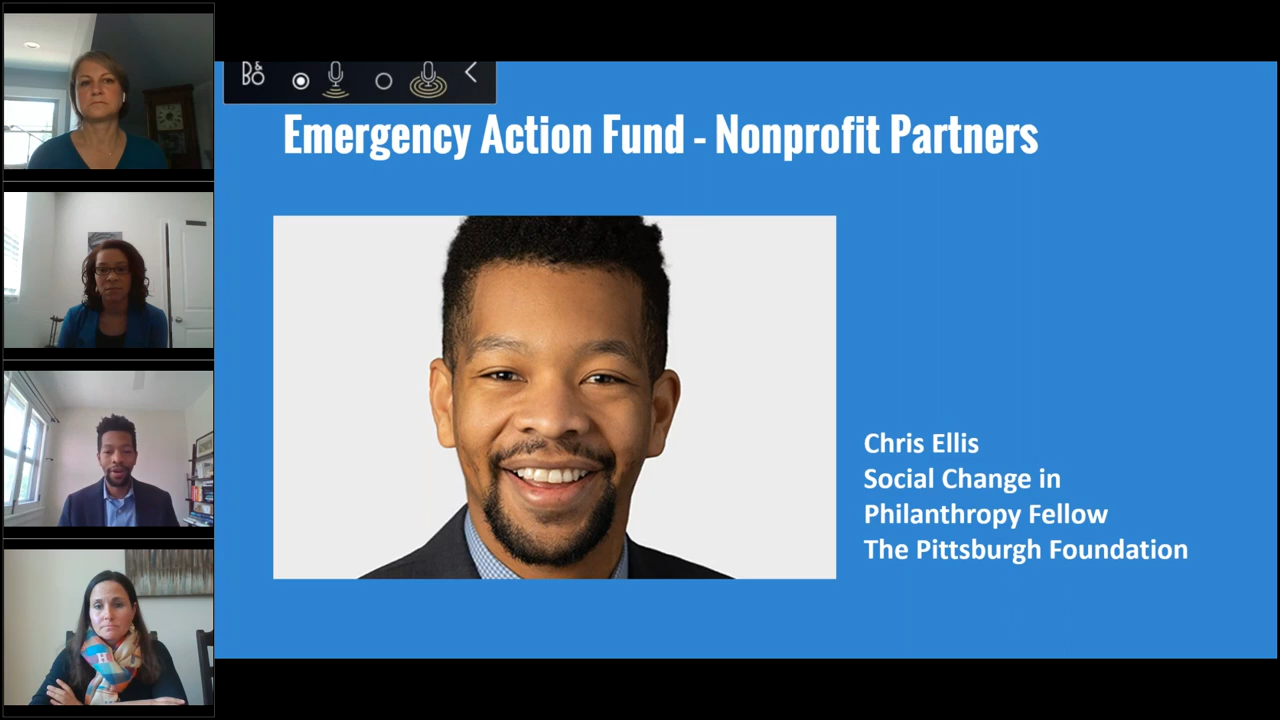 B&O
Emergency Action Fund - Nonprofit Partners
Chris Ellis
Social Change in
Philanthropy Fellow
The Pittsburgh Foundation
H